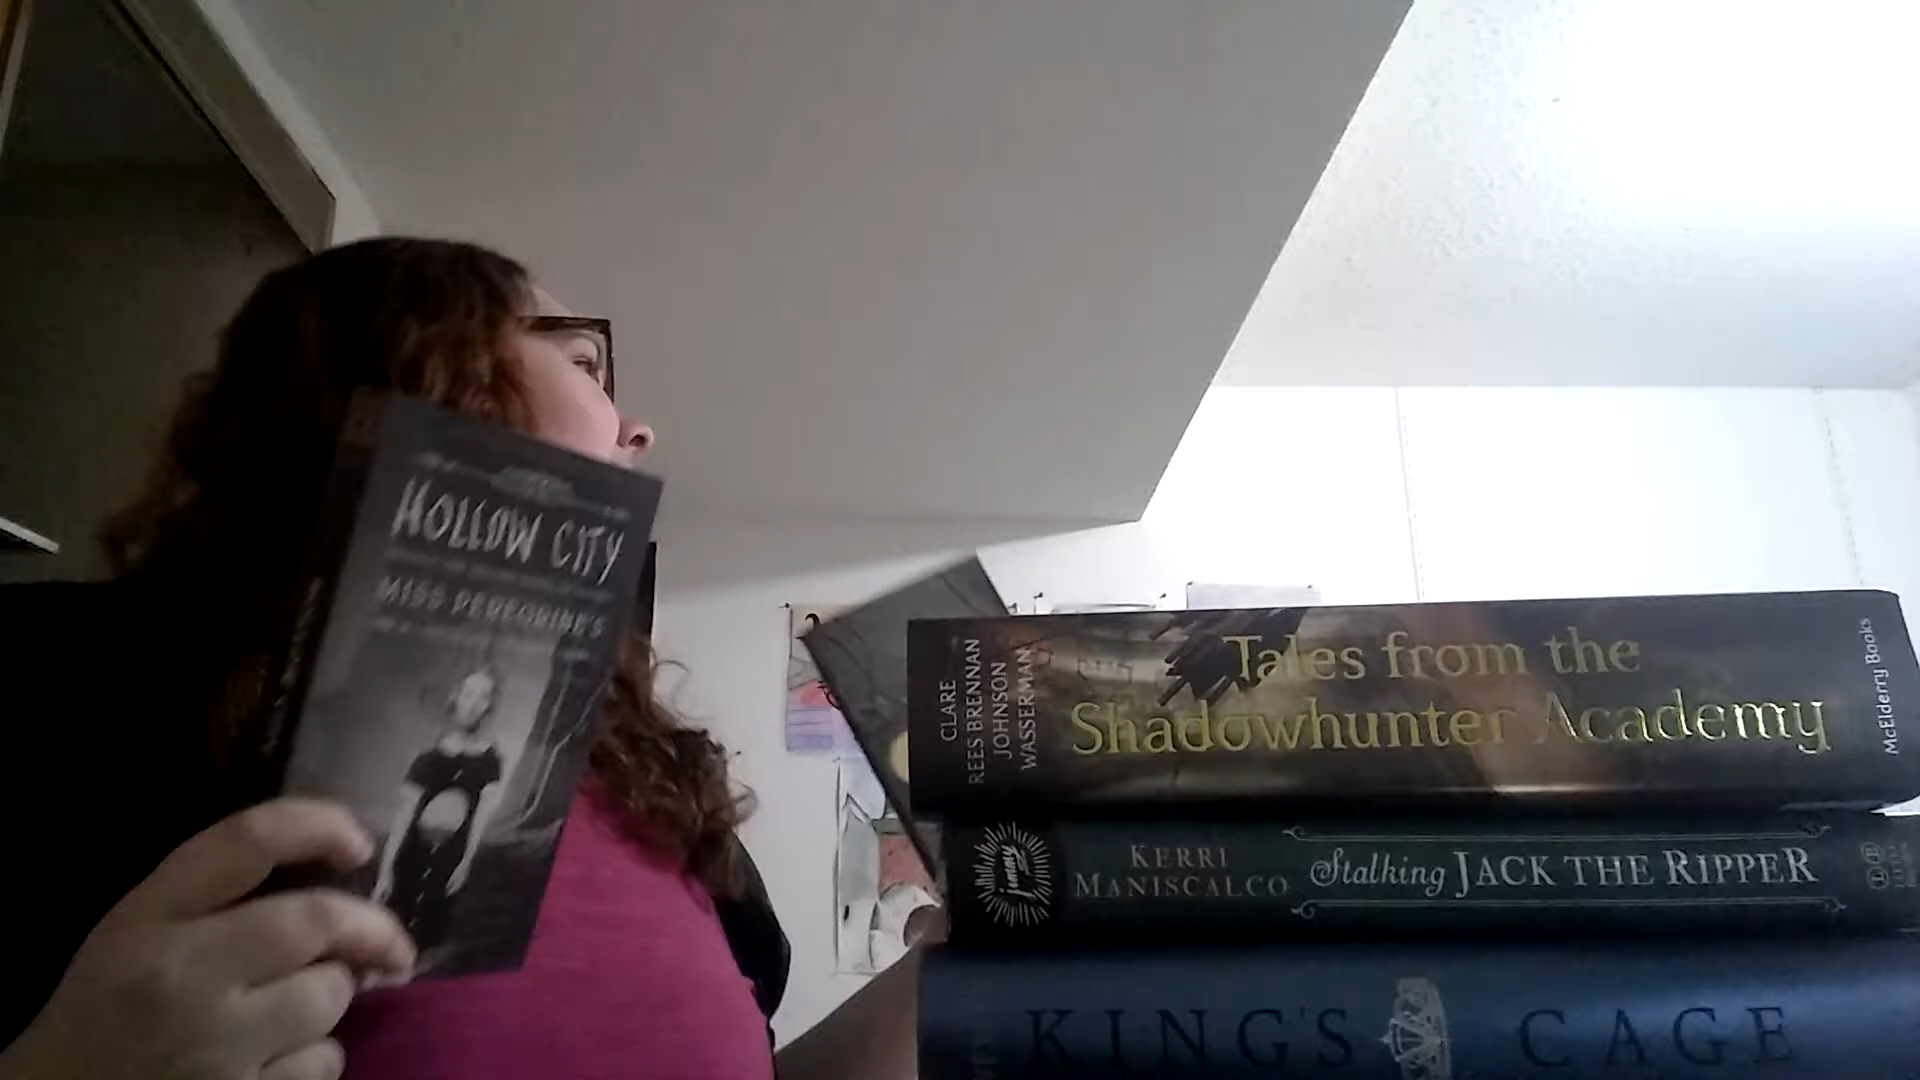 HOLLOW CITY
MISS PEREGRINE'S
CLARE
REES BRENNAN
JOHNSON
WASSERMAN
Tales from the
Shadowhunter Academy
McElderry Books
jimmy
KERRI
MANISCALCO
Stalking JACK THE RIPPER
KING'S CAGE